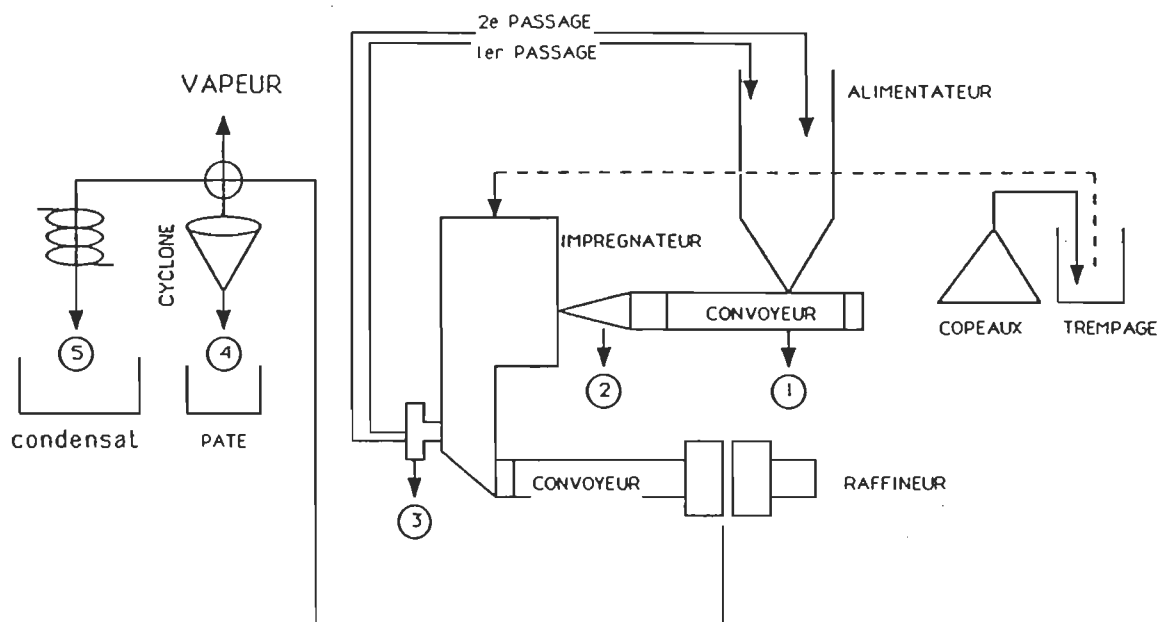 2e PASSAGE
1er PASSAGE
VAPEUR
ALIMENTATEUR
IMPREGNATEUR
CYCLONE
CONVOYEUR
COPEAUX
TREMPAGE
5
4
2
1
condensat
PATE
CONVOYEUR
RAFFINEUR
3